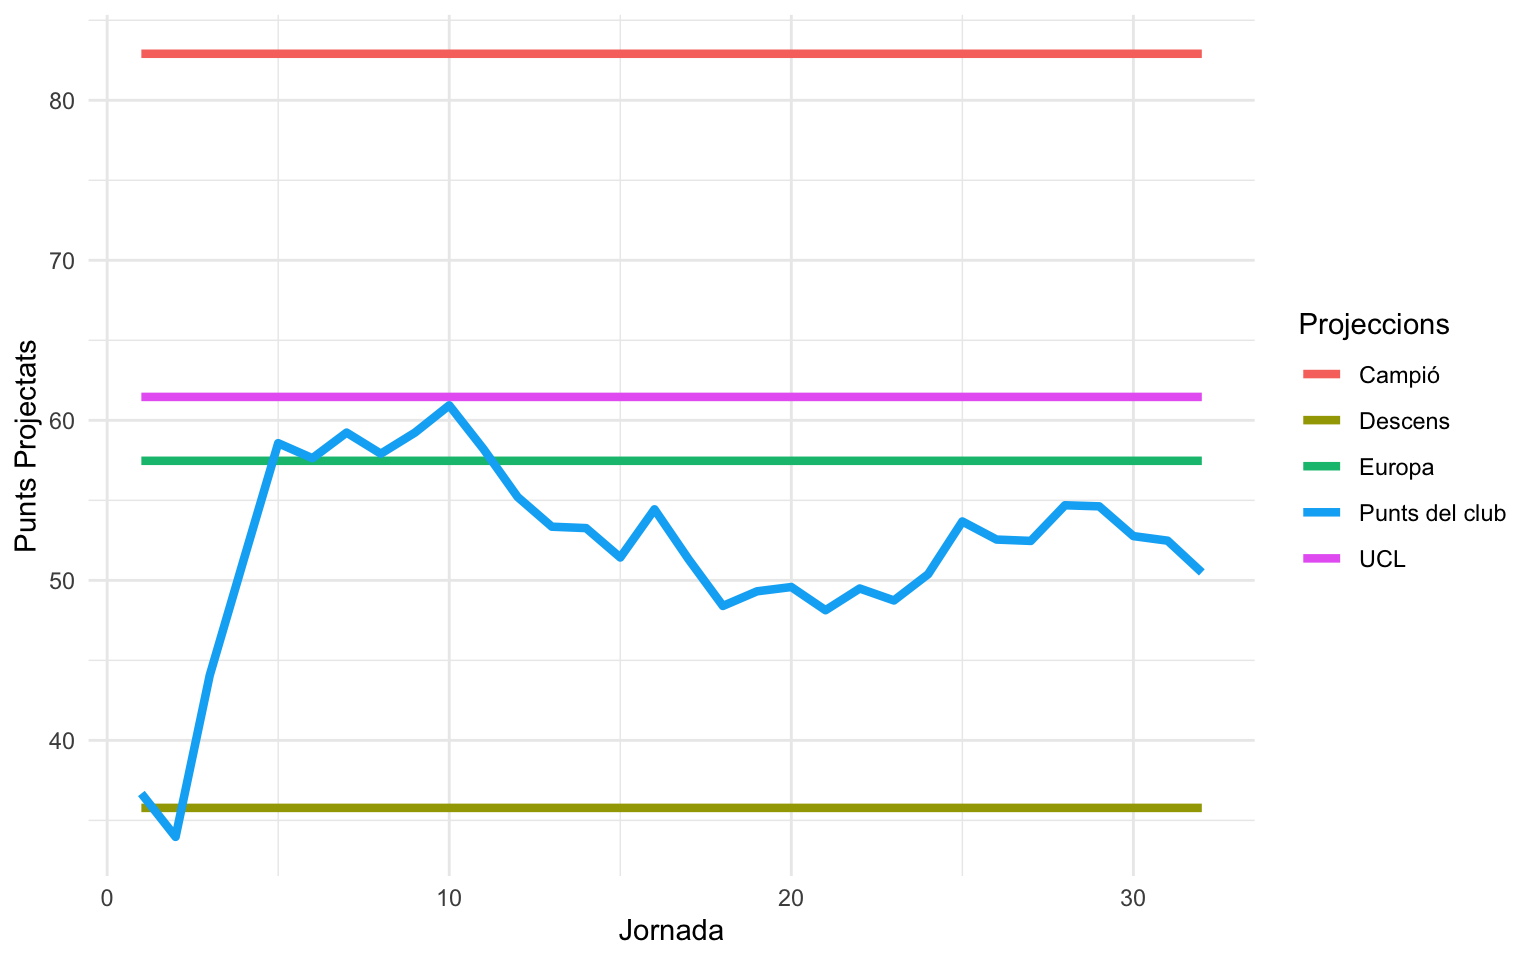 80
70
60
50
40
Punts Projectats
0
10
20
30
Jornada
Projeccions
Campió
Descens
Europa
Punts del club
UCL